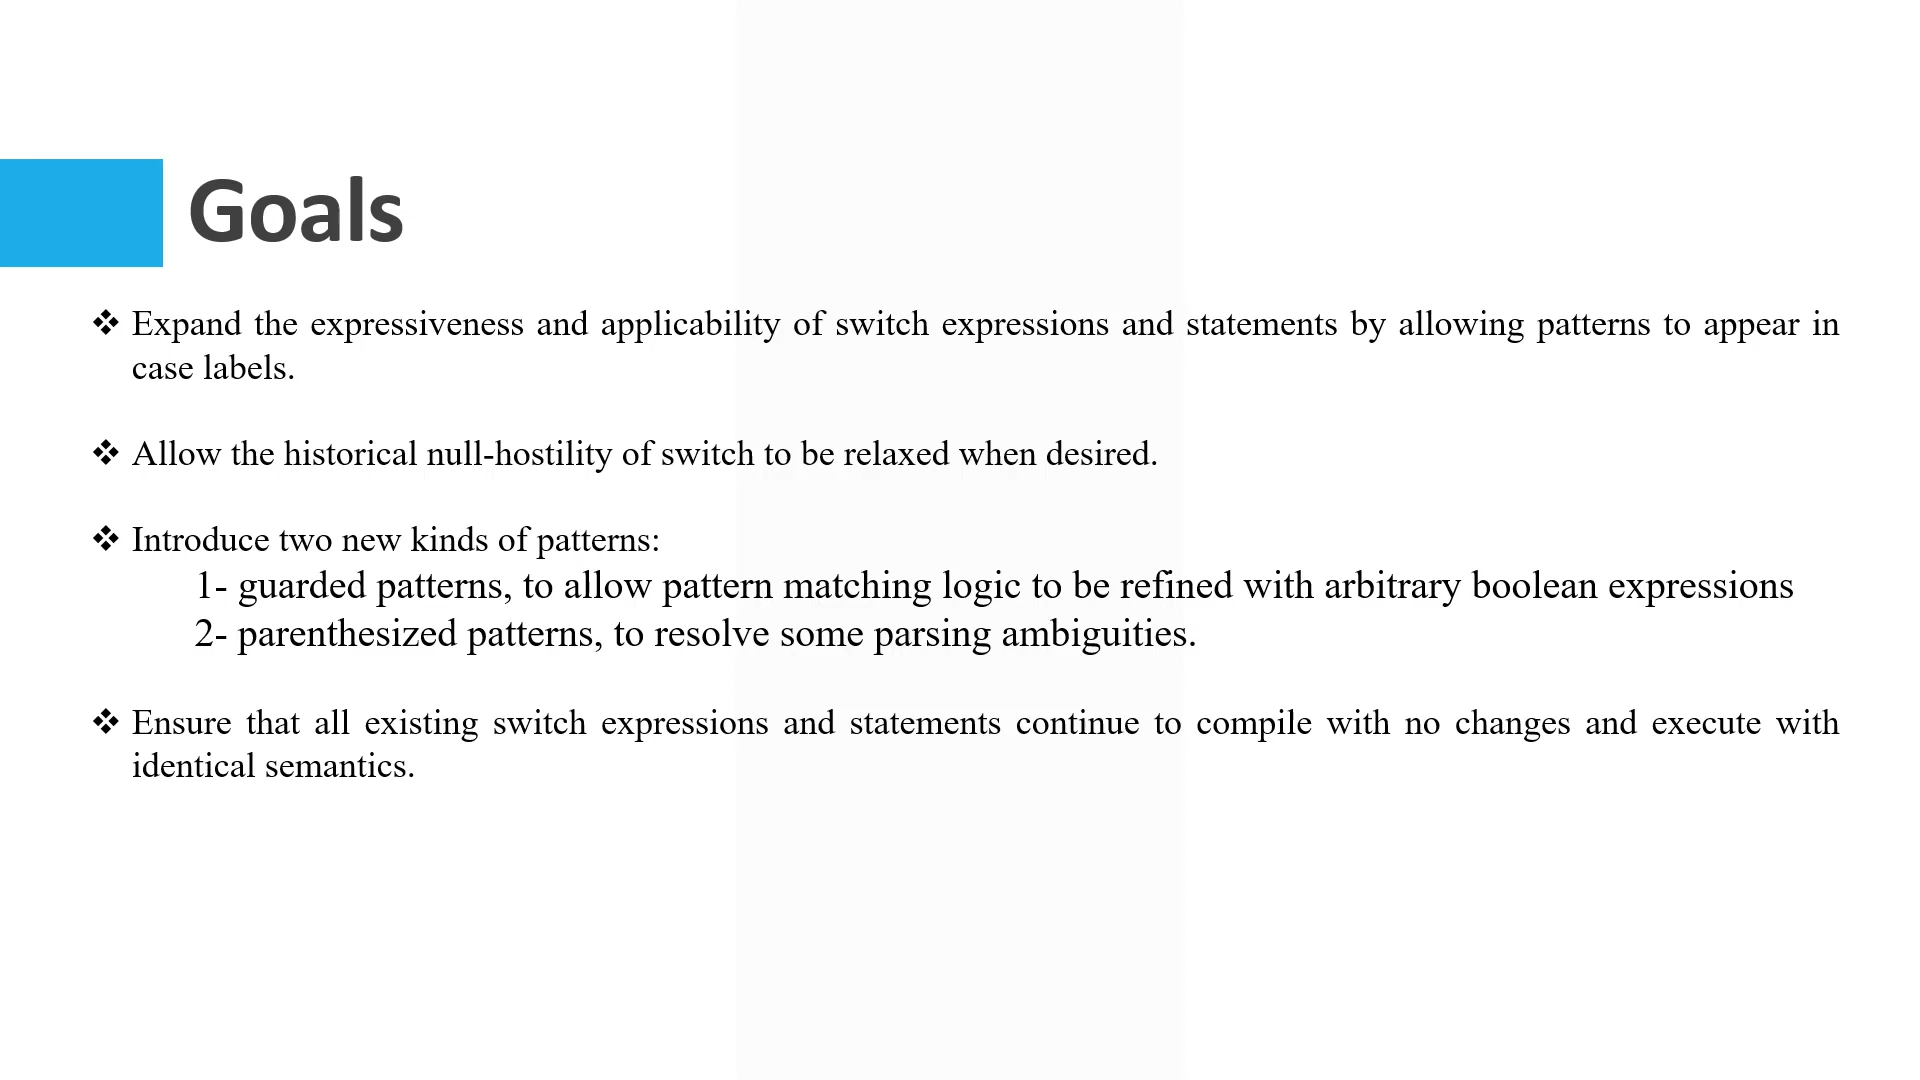 Goals
❖ Expand the expressiveness and applicability of switch expressions and statements by allowing patterns to appear in
case labels.
❖ Allow the historical null-hostility of switch to be relaxed when desired.
❖ Introduce two new kinds of patterns:
1- guarded patterns, to allow pattern matching logic to be refined with arbitrary boolean expressions
2- parenthesized patterns, to resolve some parsing ambiguities.
❖ Ensure that all existing switch expressions and statements continue to compile with no changes and execute with
identical semantics.